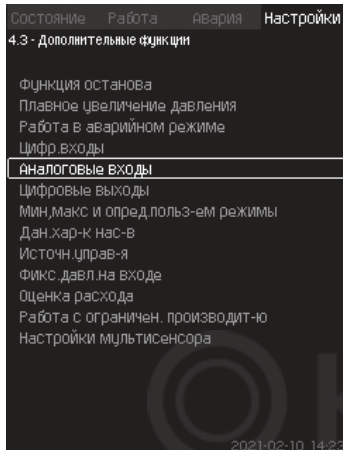 Состояние Работа Авария Настройки
4.3 - Дополнительные функции
Функция останова
Плавное увеличение давления
Работа в аварийном режиме
Цифр.входы
Аналоговые входы
Цифровые выходы
Мин,макс и опред.польз-ем режимы
Дан.хар-к нас-в
Источн.управ-я
Фикс.давл.на входе
Оценка расхода
Работа с ограничен. производит-ю
Настройки мультисенсора
2021-02-10 14:23